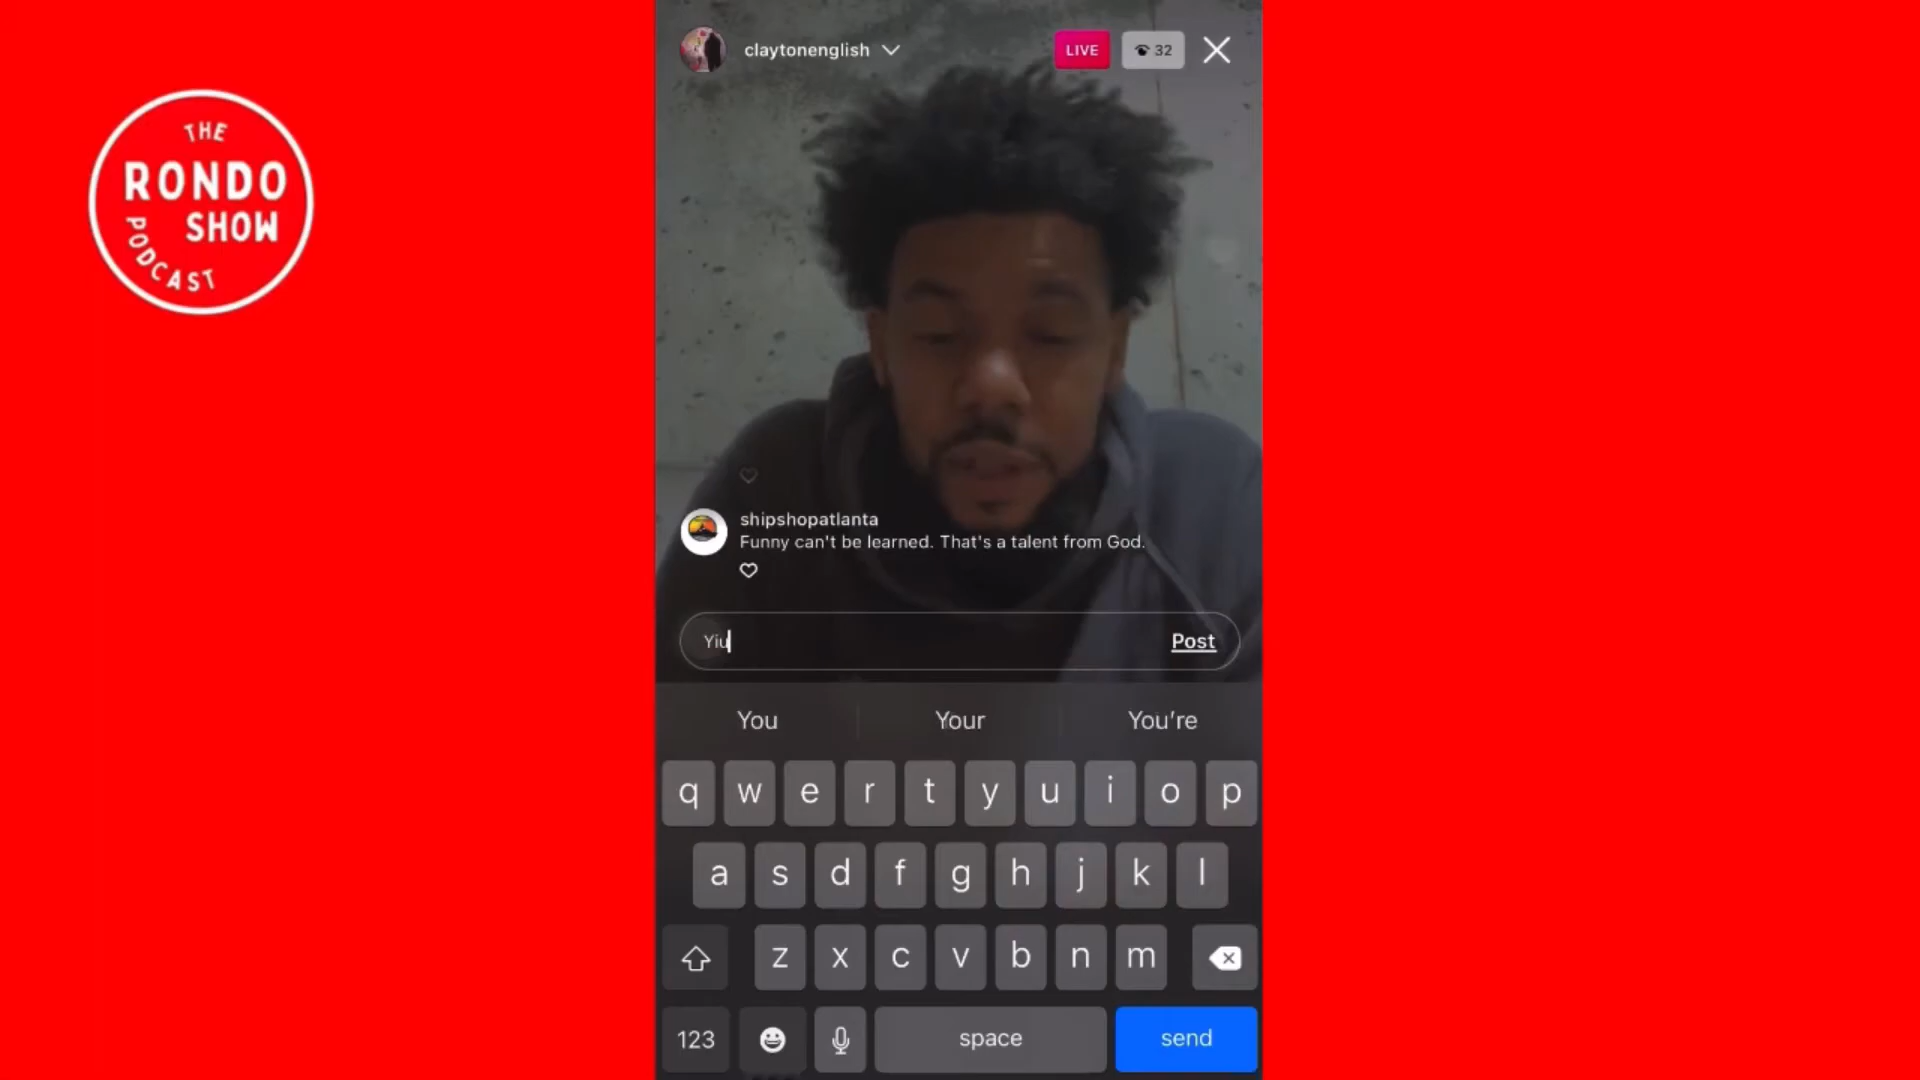 THE
RONDO
SHOW
PODCAST
claytonenglish
LIVE
32
shipshopatlanta
Funny can't be learned. That's a talent from God.
Yiu
Post
You
Your
You're
q w e r t y u i o p
a s d f g h j k l
z x c v b n m
123
space
send